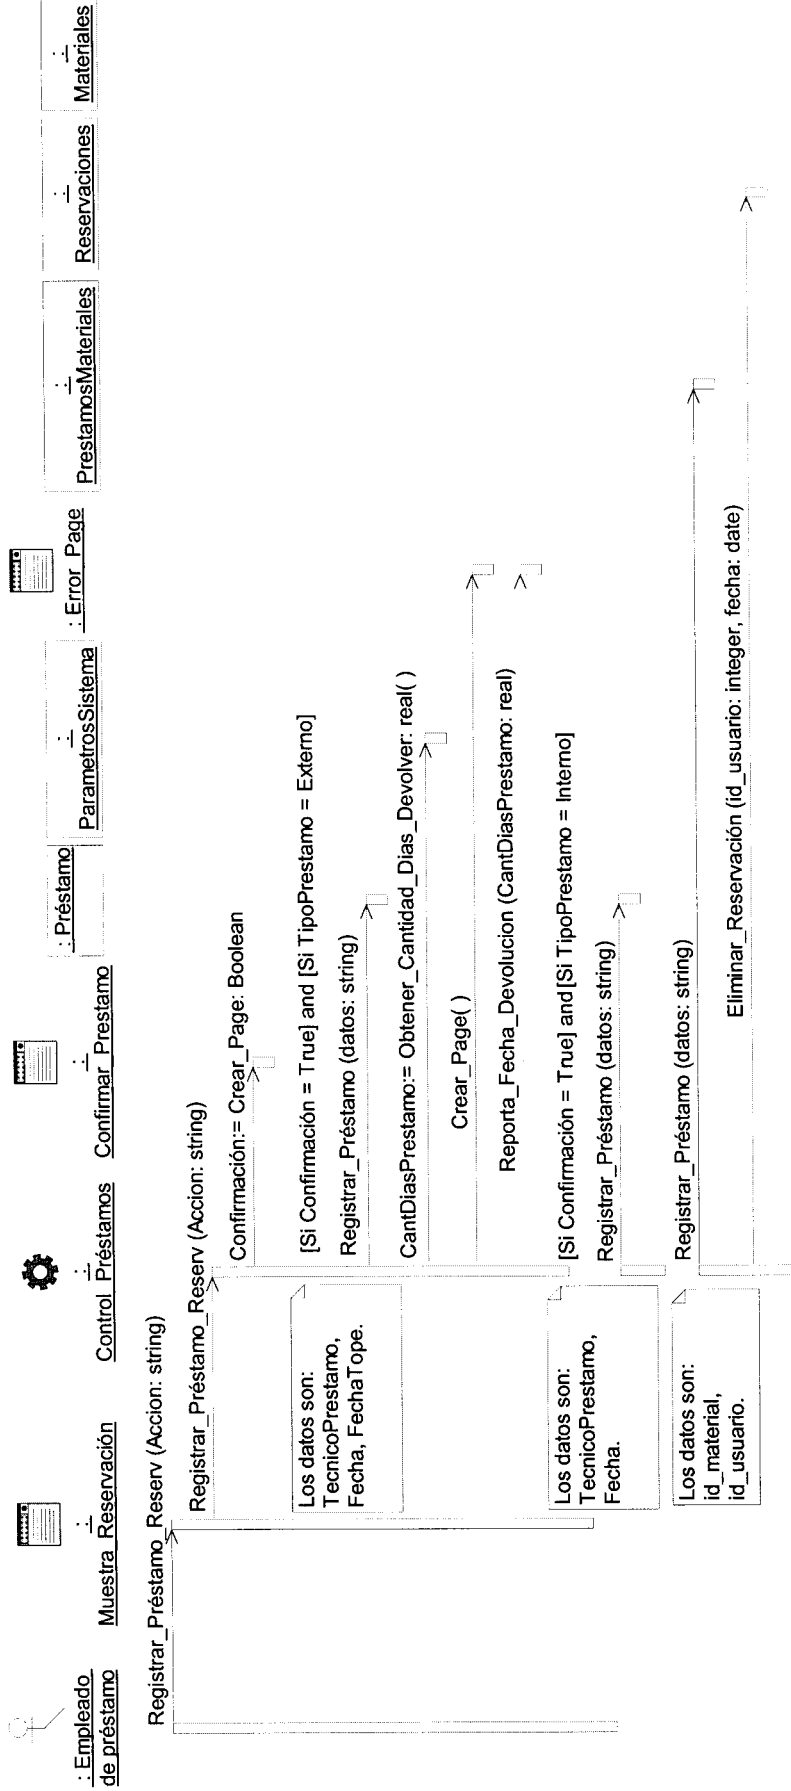 : Empleado
de préstamo
:
Muestra_Reservación
:
Control_Préstamos
:
Confirmar_Prestamo
: Préstamo
:
ParametrosSistema
: Error_Page
:
PrestamosMateriales
:
Reservaciones
:
Materiales
Registrar_Préstamo_Reserv (Accion: string)
Registrar_Préstamo_Reserv (Accion: string)
Confirmación:= Crear_Page: Boolean
[Si Confirmación = True] and [Si TipoPrestamo = Externo]
Registrar_Préstamo (datos: string)
Los datos son:
TecnicoPrestamo,
Fecha, FechaTope.
CantDiasPrestamo:= Obtener_Cantidad_Dias_Devolver: real( )
Crear_Page( )
Reporta_Fecha_Devolucion (CantDiasPrestamo: real)
[Si Confirmación = True] and [Si TipoPrestamo = Interno]
Registrar_Préstamo (datos: string)
Los datos son:
TecnicoPrestamo,
Fecha.
Registrar_Préstamo (datos: string)
Los datos son:
id_material,
id_usuario.
Eliminar_Reservación (id_usuario: integer, fecha: date)